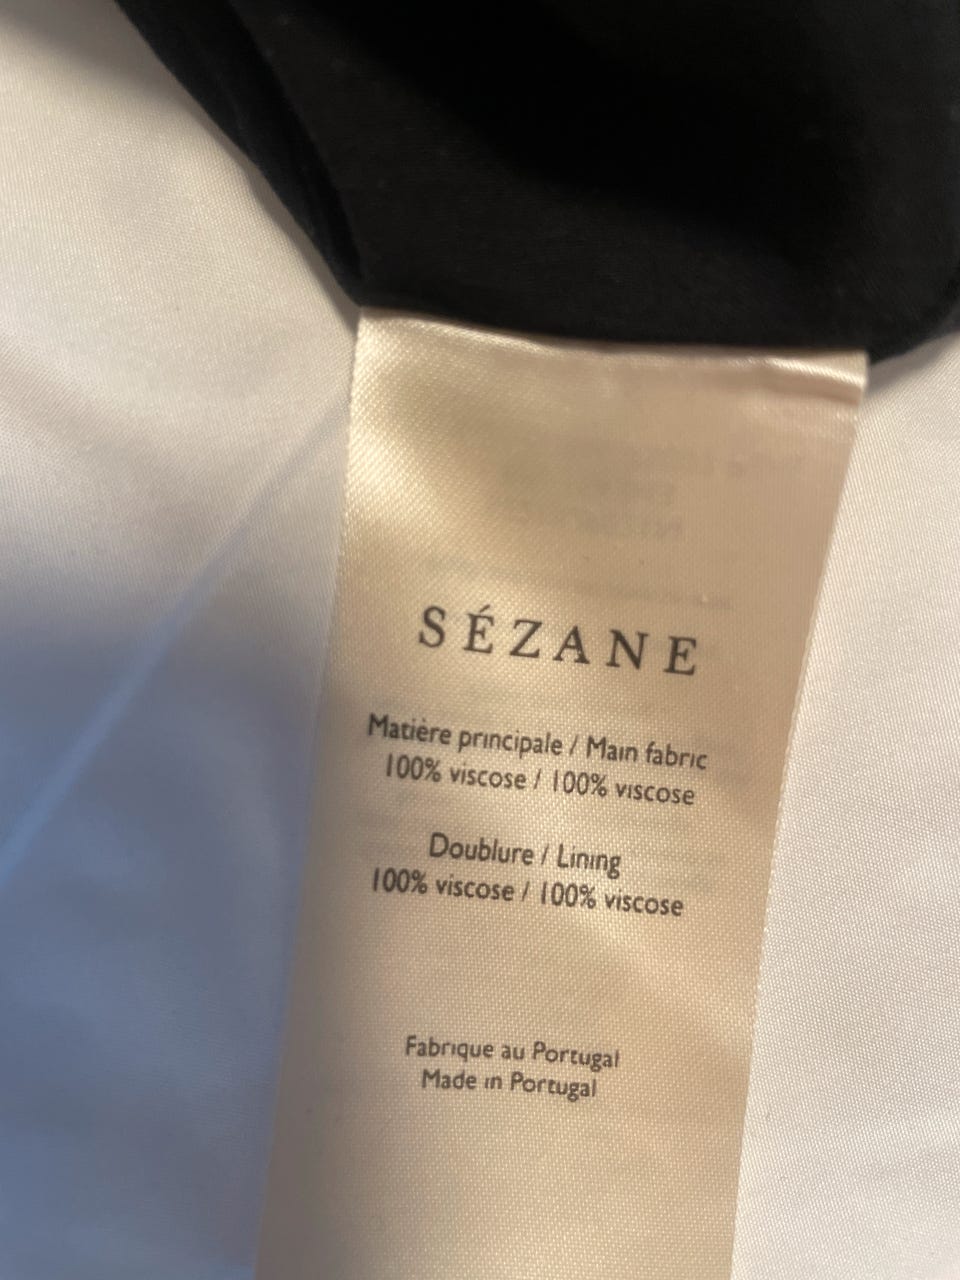 SÉZANE
Matière principale / Main fabric
100% viscose / 100% viscose
Doublure / Lining
100% viscose / 100% viscose
Fabrique au Portugal
Made in Portugal